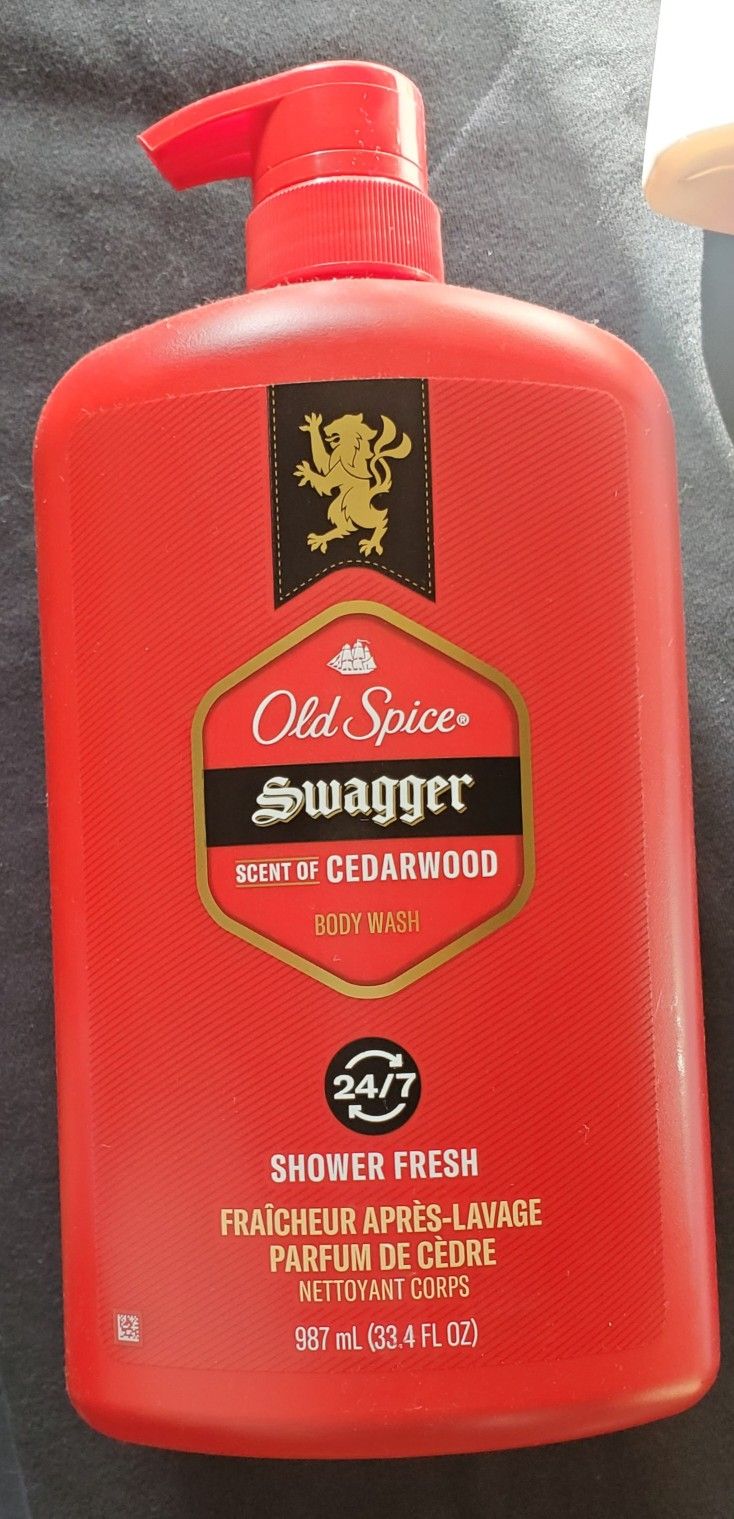 Old Spice®
Swagger
SCENT OF CEDARWOOD
BODY WASH
24/7
SHOWER FRESH
FRAÎCHEUR APRÈS-LAVAGE
PARFUM DE CÈDRE
NETTOYANT CORPS
987 mL (33.4 FL OZ)